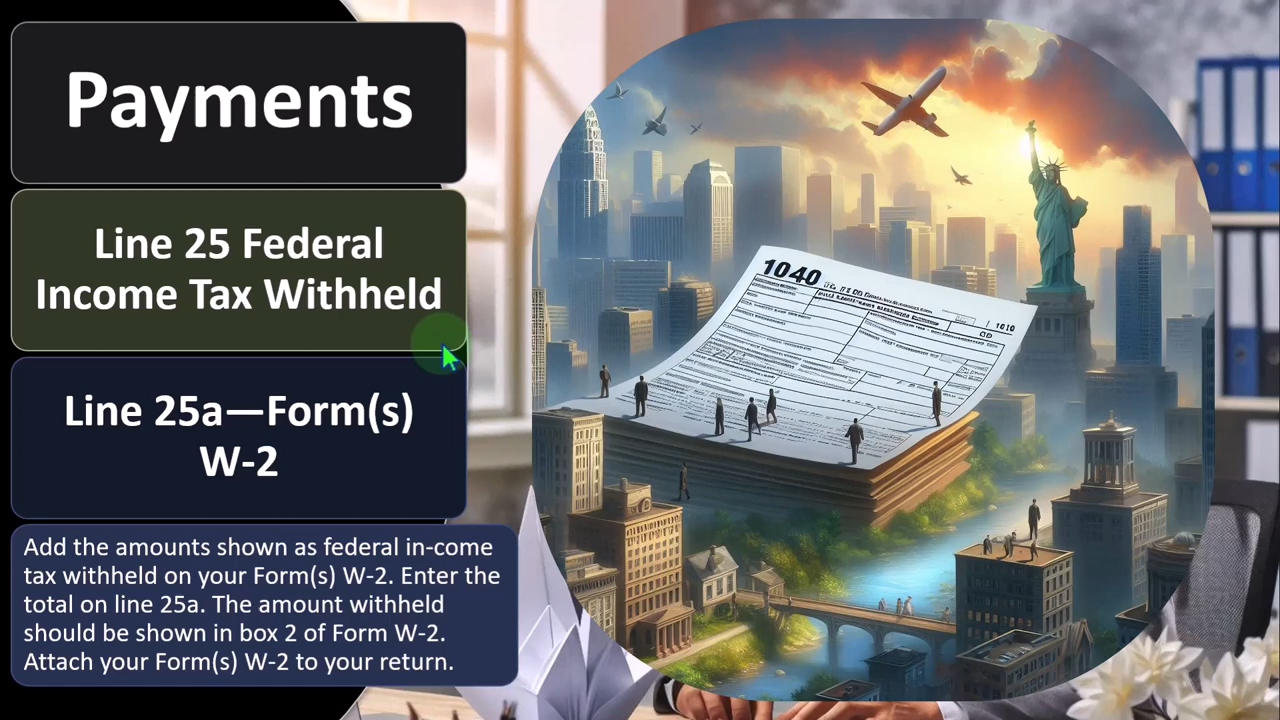 Payments
Line 25 Federal
Income Tax Withheld
Line 25a—Form(s)
W-2
Add the amounts shown as federal in-come
tax withheld on your Form(s) W-2. Enter the
total on line 25a. The amount withheld
should be shown in box 2 of Form W-2.
Attach your Form(s) W-2 to your return.
1040